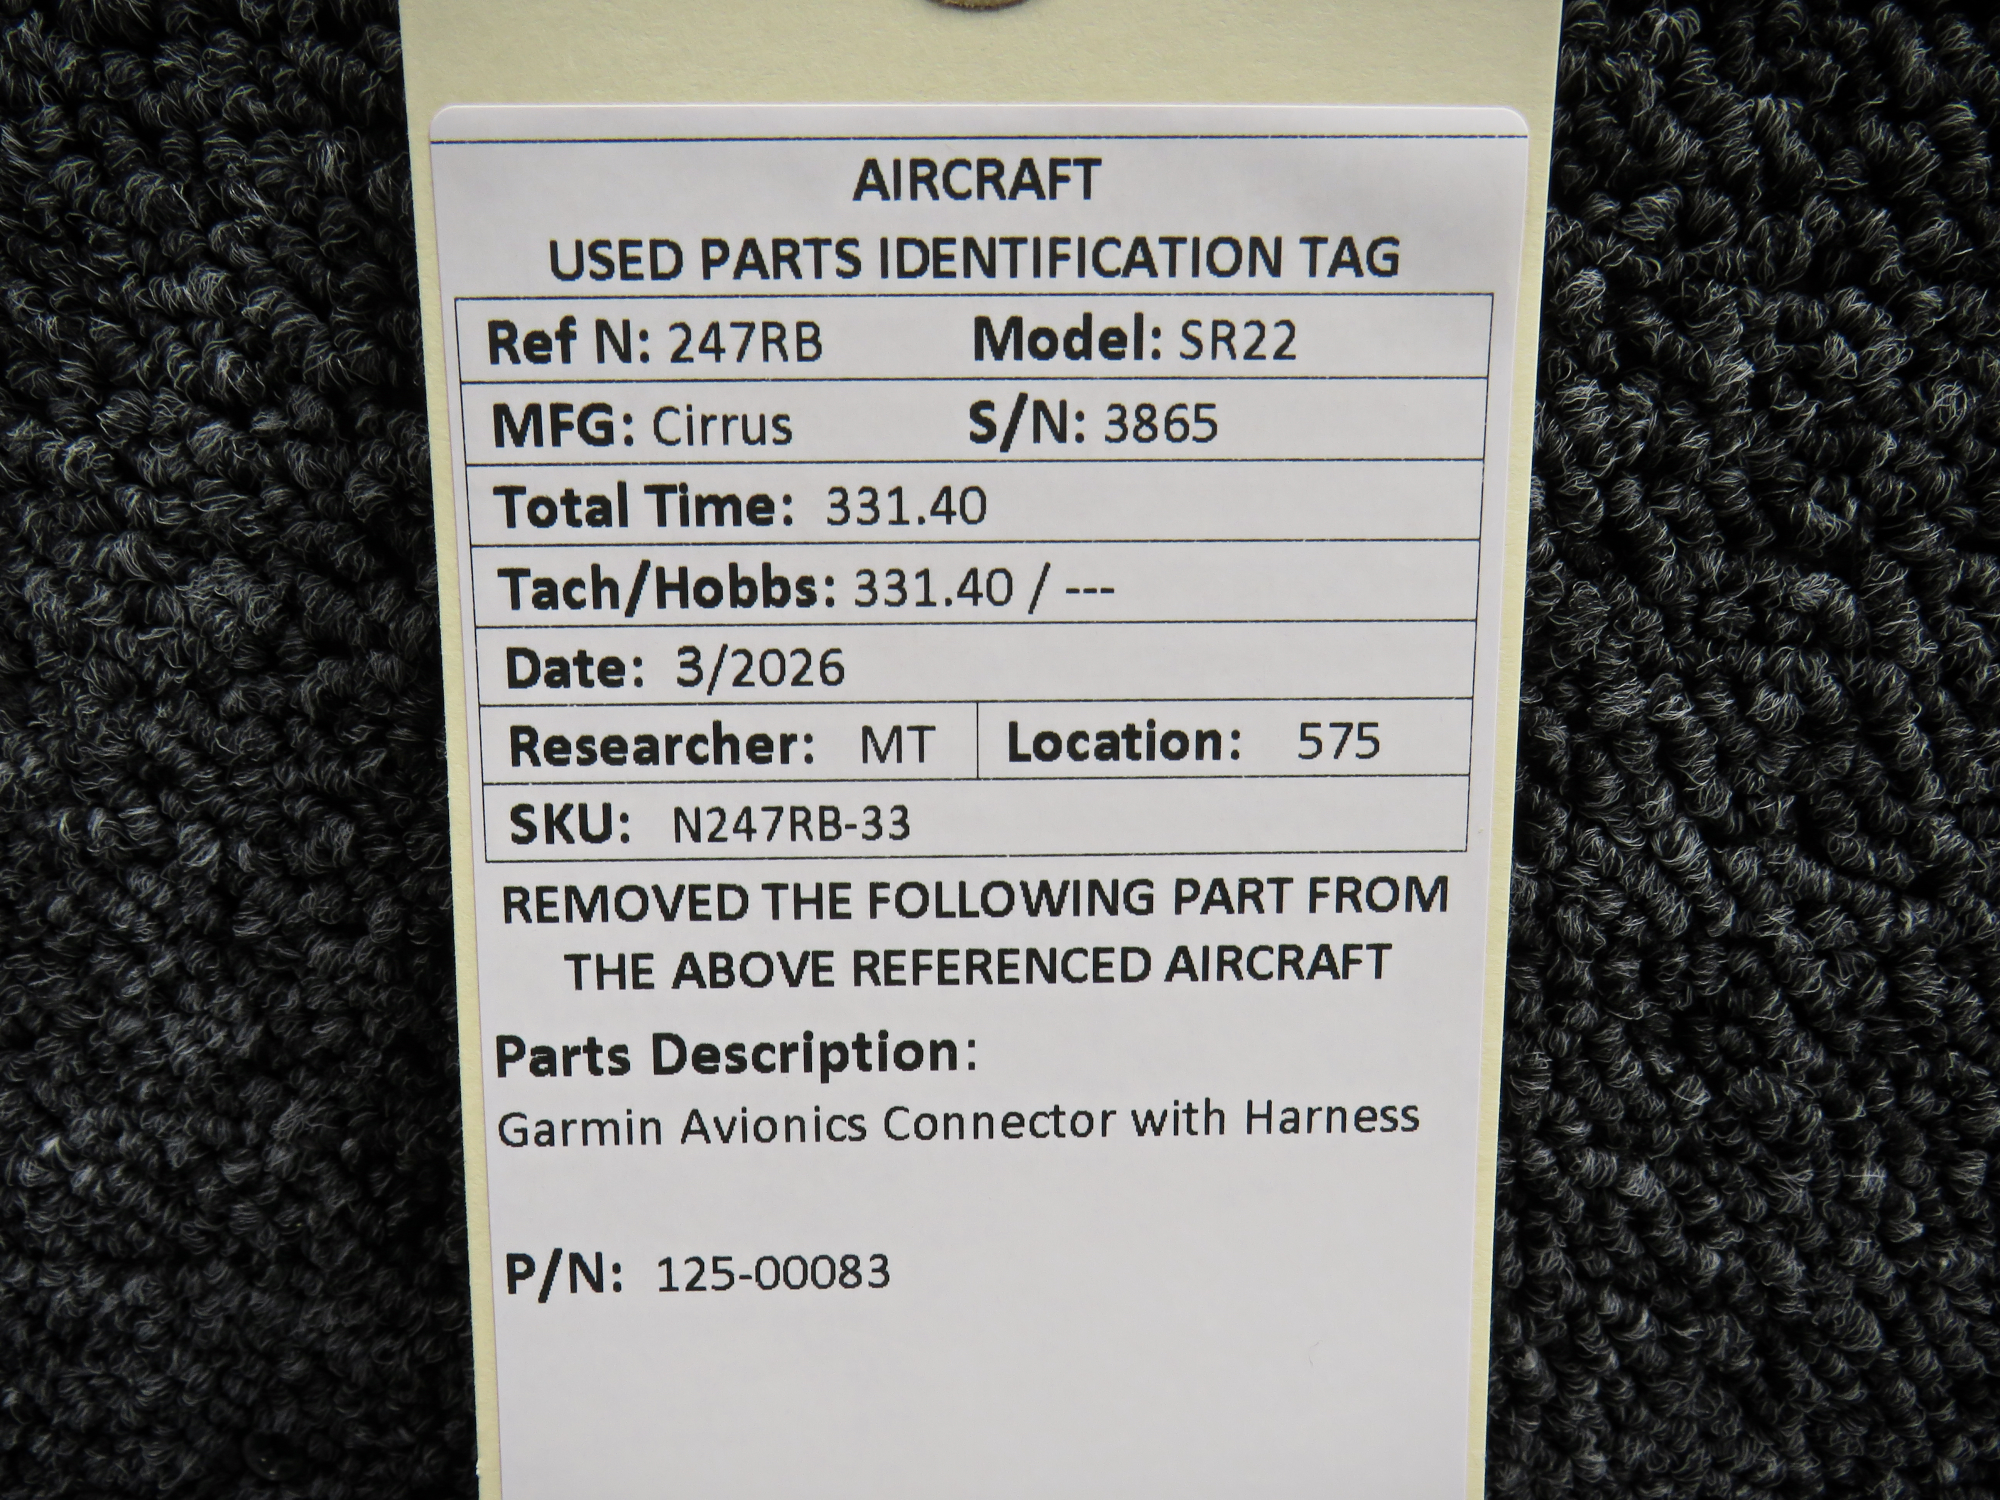 AIRCRAFT
USED PARTS IDENTIFICATION TAG
Ref N: 247RB Model: SR22
MFG: Cirrus S/N: 3865
Total Time: 331.40
Tach/Hobbs: 331.40 / ---
Date: 3/2026
Researcher: MT Location: 575
SKU: N247RB-33
REMOVED THE FOLLOWING PART FROM
THE ABOVE REFERENCED AIRCRAFT
Parts Description:
Garmin Avionics Connector with Harness
P/N: 125-00083